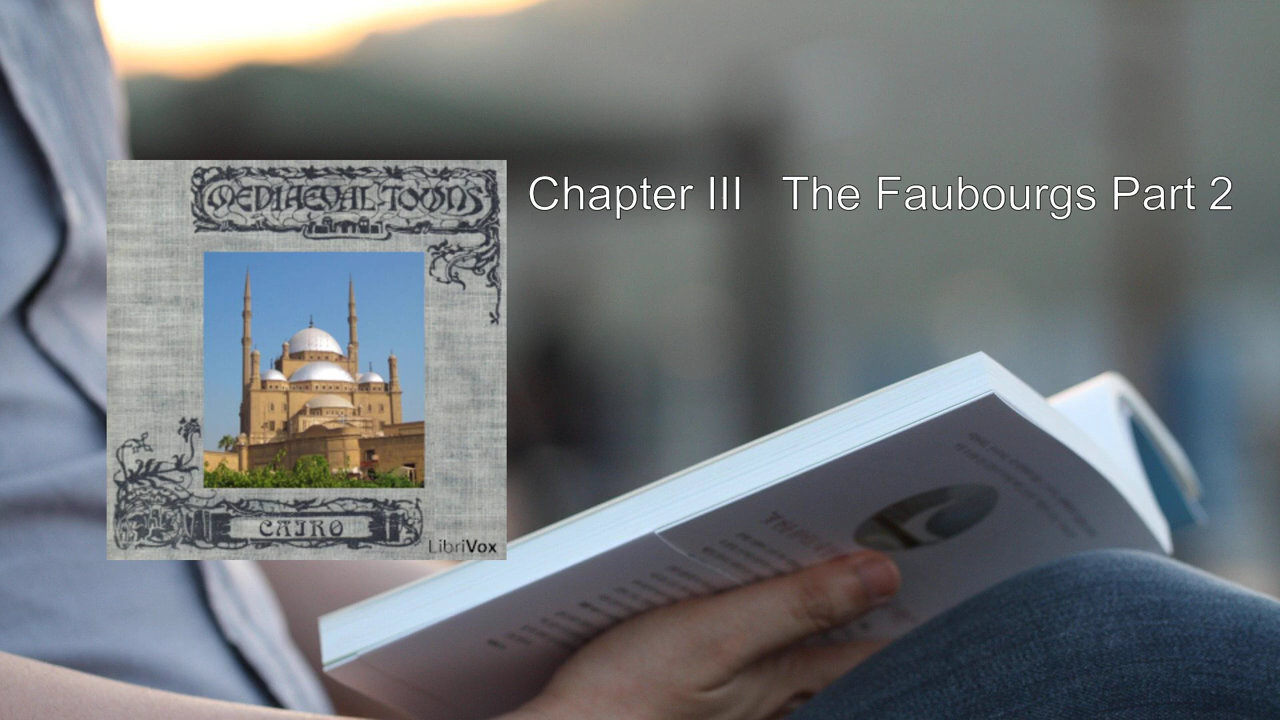 Chapter III   The Faubourgs Part 2
MEDIAEVAL TOWNS
CAIRO
LibriVox